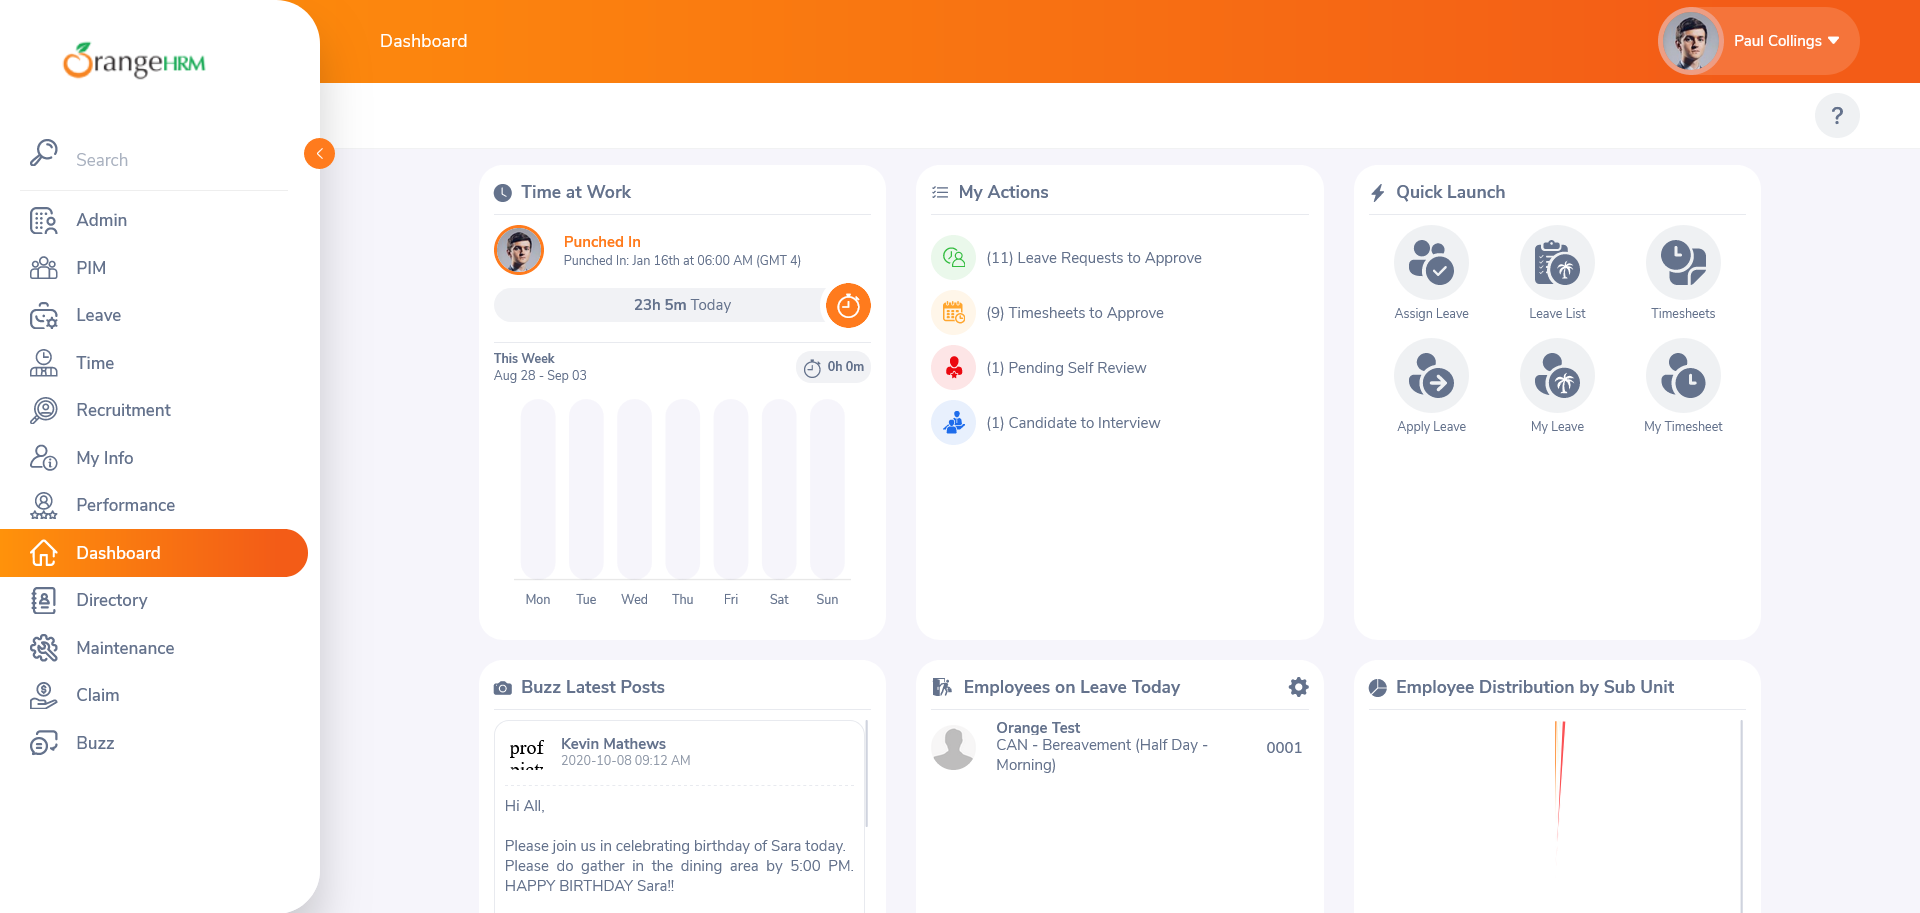 OrangeHRM
Search
Admin
PIM
Leave
Time
Recruitment
My Info
Performance
Dashboard
Directory
Maintenance
Claim
Buzz
Dashboard
Paul Collings
?
Time at Work
Punched In
Punched In: Jan 16th at 06:00 AM (GMT 4)
23h 5m Today
This Week
Aug 28 - Sep 03
0h 0m
Mon Tue Wed Thu Fri Sat Sun
My Actions
(11) Leave Requests to Approve
(9) Timesheets to Approve
(1) Pending Self Review
(1) Candidate to Interview
Quick Launch
Assign Leave Leave List Timesheets
Apply Leave My Leave My Timesheet
Buzz Latest Posts
prof
Kevin Mathews
2020-10-08 09:12 AM
Hi All,
Please join us in celebrating birthday of Sara today.
Please do gather in the dining area by 5:00 PM.
HAPPY BIRTHDAY Sara!!
Employees on Leave Today
Orange Test
CAN - Bereavement (Half Day -
Morning)
0001
Employee Distribution by Sub Unit